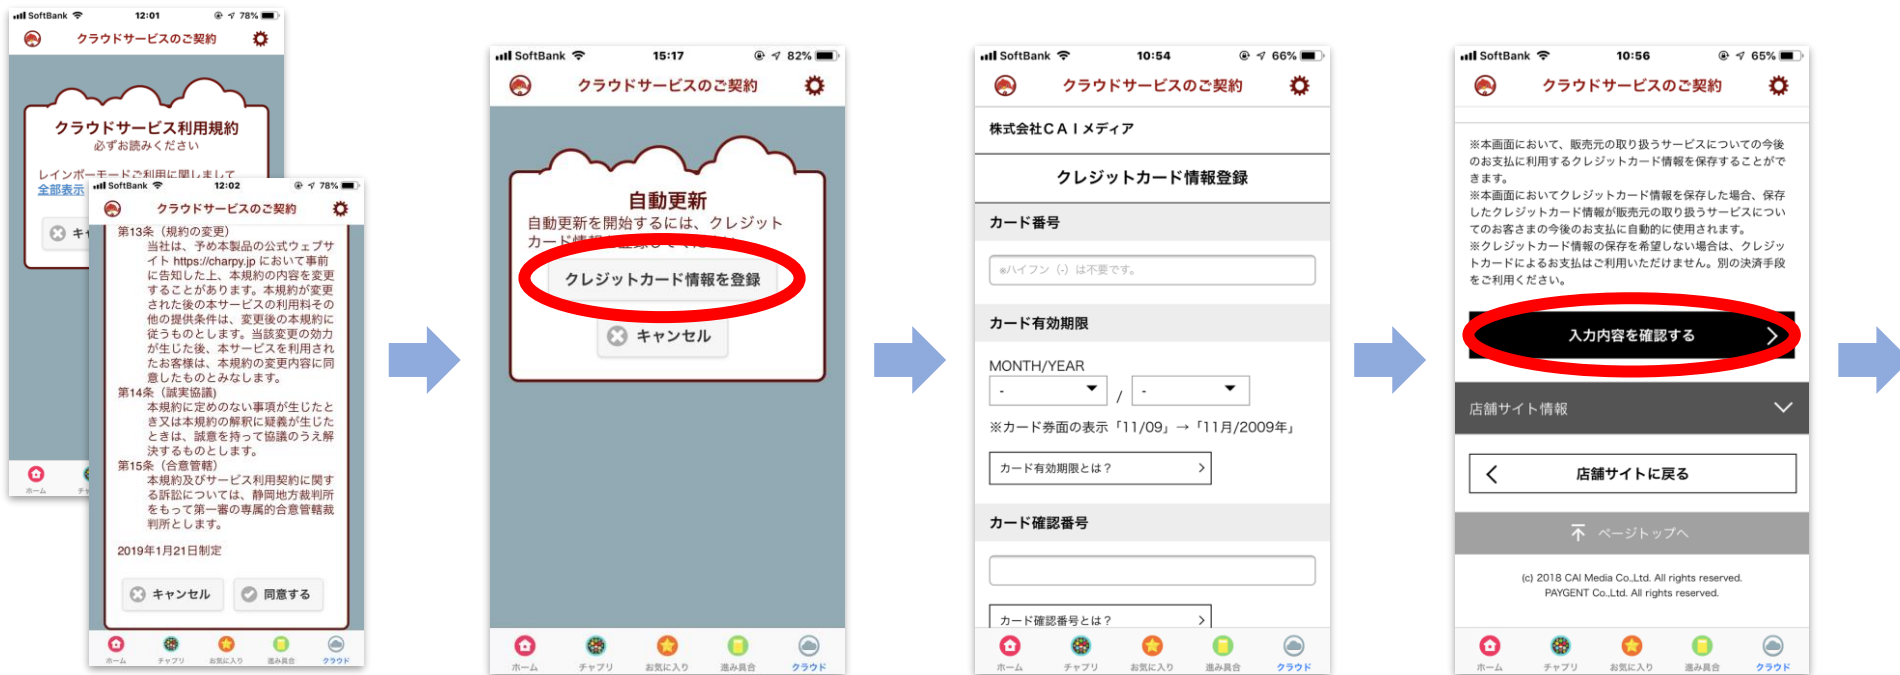 SoftBank 12:01 78%
クラウドサービスのご契約
クラウドサービス利用規約
必ずお読みください
レインボーモードご利用に関しまして
全部表示
ホーム
SoftBank 12:02 78%
クラウドサービスのご契約
第13条（規約の変更）
当社は、予め本製品の公式ウェブサ
イト https://charpy.jp において事前
に告知した上、本規約の内容を変更
することがあります。本規約が変更
された後の本サービスの利用料その
他の提供条件は、変更後の本規約に
従うものとします。当該変更の効力
が生じた後、本サービスを利用され
たお客様は、本規約の変更内容に同
意したものとみなします。
第14条（誠実協議)
本規約に定めのない事項が生じたと
き又は本規約の解釈に疑義が生じた
ときは、誠意を持って協議のうえ解
決するものとします。
第15条（合意管轄）
本規約及びサービス利用契約に関す
る訴訟については、静岡地方裁判所
をもって第一審の専属的合意管轄裁
判所とします。
2019年1月21日制定
キャンセル 同意する
ホーム チャプリ お気に入り 進み具合 クラウド
SoftBank 15:17 82%
クラウドサービスのご契約
自動更新
自動更新を開始するには、クレジット
クレジットカード情報を登録
キャンセル
ホーム チャプリ お気に入り 進み具合 クラウド
SoftBank 10:54 66%
クラウドサービスのご契約
株式会社ＣＡＩメディア
クレジットカード情報登録
カード番号
※ハイフン（-）は不要です。
カード有効期限
MONTH/YEAR
- / -
※カード券面の表示「11/09」→「11月/2009年」
カード有効期限とは？
カード確認番号
カード確認番号とは？
ホーム チャプリ お気に入り 進み具合 クラウド
SoftBank 10:56 65%
クラウドサービスのご契約
※本画面において、販売元の取り扱うサービスについての今後
のお支払に利用するクレジットカード情報を保存することがで
きます。
※本画面においてクレジットカード情報を保存した場合、保存
したクレジットカード情報が販売元の取り扱うサービスについ
てのお客さまの今後のお支払に自動的に使用されます。
※クレジットカード情報の保存を希望しない場合は、クレジッ
トカードによるお支払はご利用いただけません。別の決済手段
をご利用ください。
入力内容を確認する
店舗サイト情報
店舗サイトに戻る
ページトップへ
(c) 2018 CAI Media Co.,Ltd. All rights reserved.
PAYGENT Co.,Ltd. All rights reserved.
ホーム チャプリ お気に入り 進み具合 クラウド